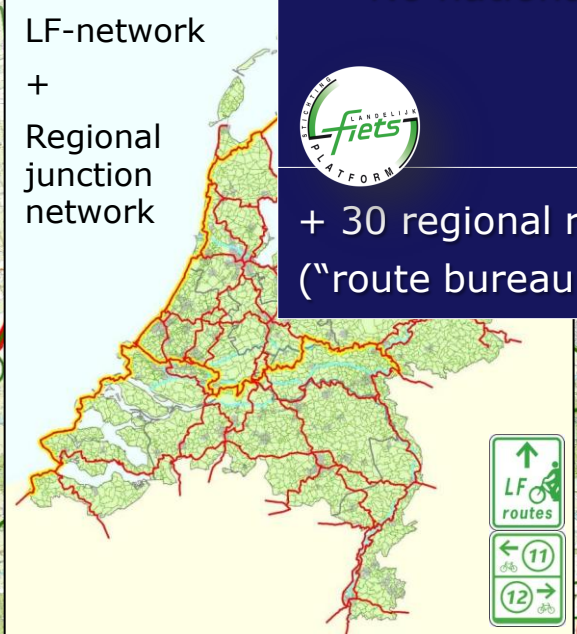 LF-network
+
Regional
junction
network
STICHTING
LANDELIJK
fiets
PLATFORM
+ 30 regional
("route bureau
LF
routes
11
12